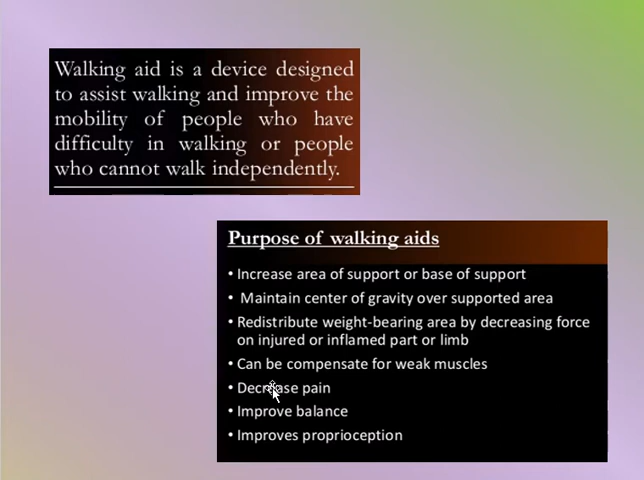 Walking aid is a device designed
to assist walking and improve the
mobility of people who have
difficulty in walking or people
who cannot walk independently.
Purpose of walking aids
• Increase area of support or base of support
• Maintain center of gravity over supported area
• Redistribute weight-bearing area by decreasing force
on injured or inflamed part or limb
• Can be compensate for weak muscles
• Decrease pain
• Improve balance
• Improves proprioception